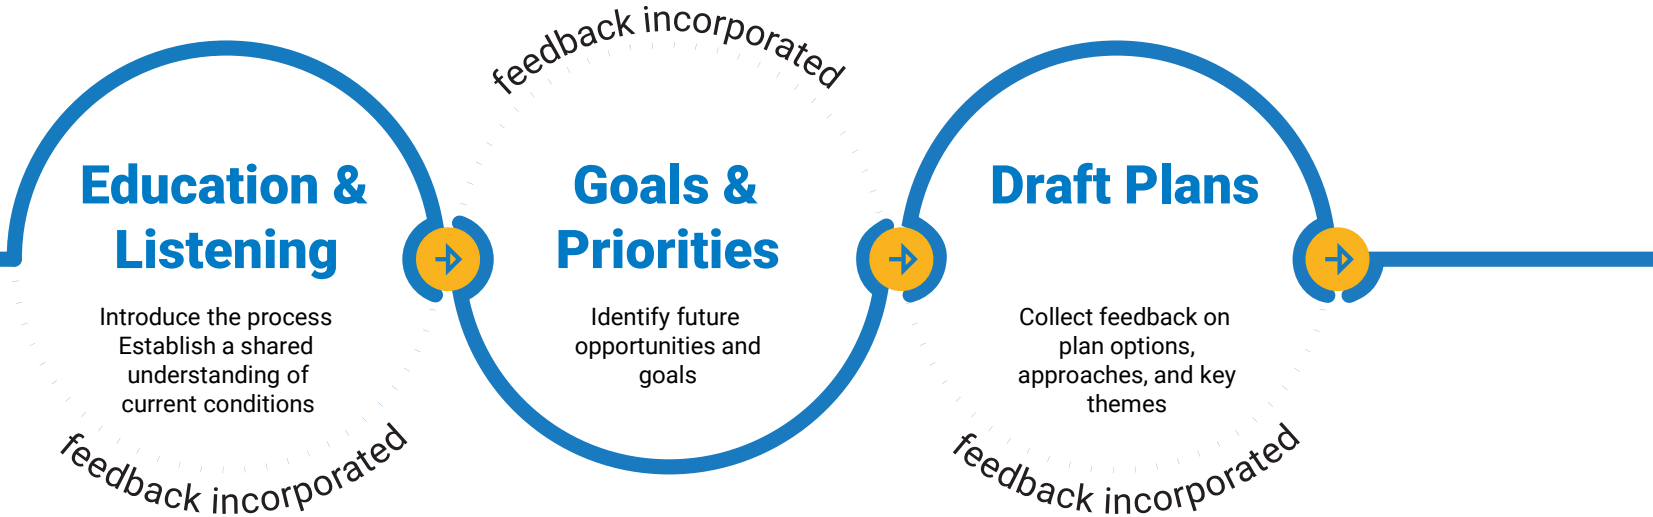 Education &
Listening
Introduce the process
Establish a shared
understanding of
current conditions
feedback incorporated
feedback incorporated
Goals &
Priorities
Identify future
opportunities and
goals
Draft Plans
Collect feedback on
plan options,
approaches, and key
themes
feedback incorporated